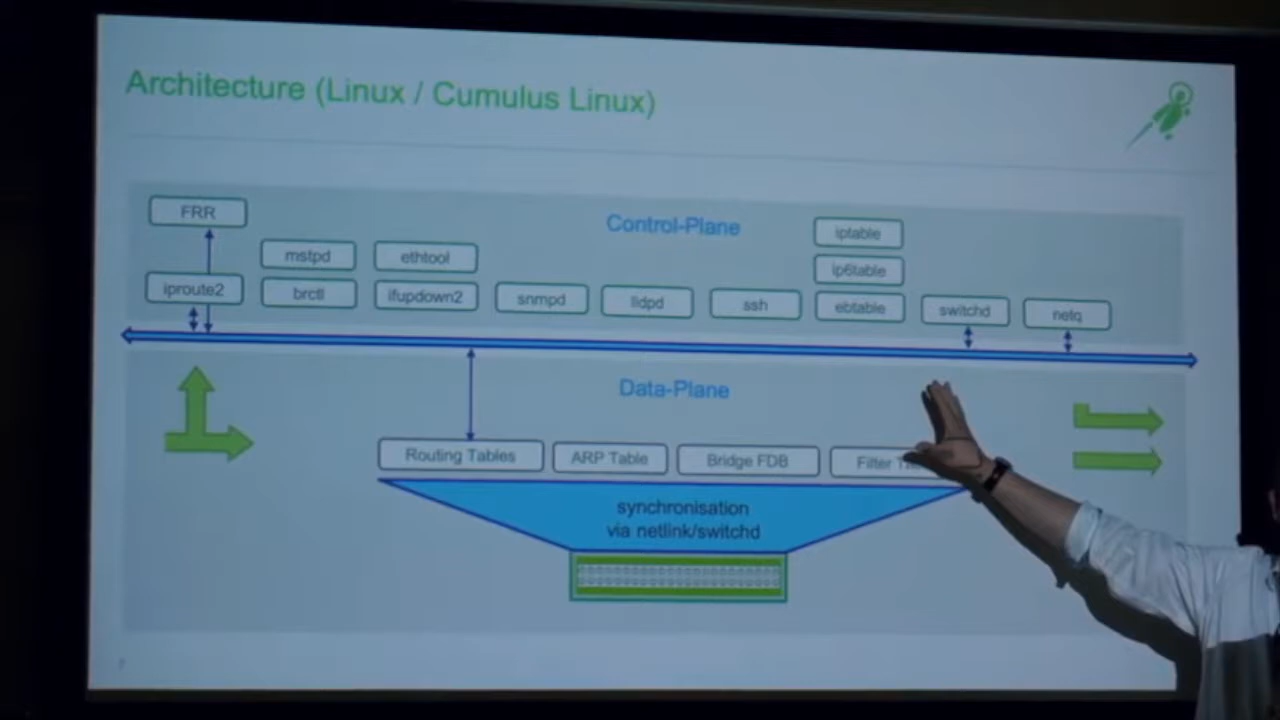 Architecture (Linux / Cumulus Linux)
Control-Plane
FRR
iptable
mstpd
ethtool
ip6table
iproute2
brctl
ifupdown2
snmpd
lldpd
ssh
ebtable
switchd
netq
Data-Plane
Routing Tables
ARP Table
Bridge FDB
Filter
synchronisation
via netlink/switchd